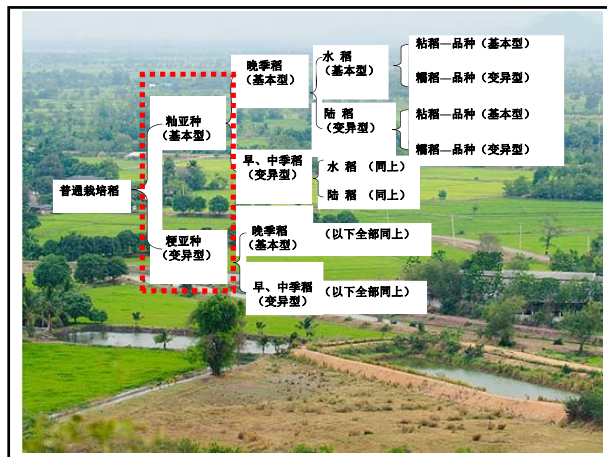 普通栽培稻
籼亚种
(基本型)
粳亚种
(变异型)
晚季稻
(基本型)
早、中季稻
(变异型)
晚季稻
(基本型)
(以下全部同上)
早、中季稻
(变异型)
(以下全部同上)
水 稻
(基本型)
陆 稻
(变异型)
水 稻 (同上)
陆 稻 (同上)
粘稻—品种(基本型)
糯稻—品种(变异型)
粘稻—品种(基本型)
糯稻—品种(变异型)